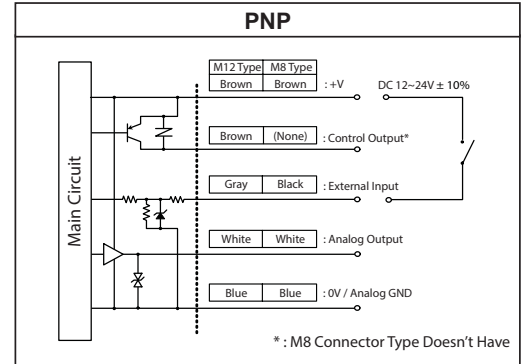 PNP
M12 Type M8 Type
Brown Brown : +V DC 12~24V ± 10%
Brown (None) : Control Output*
Gray Black : External Input
White White : Analog Output
Blue Blue : 0V / Analog GND
Main Circuit
* : M8 Connector Type Doesn't Have